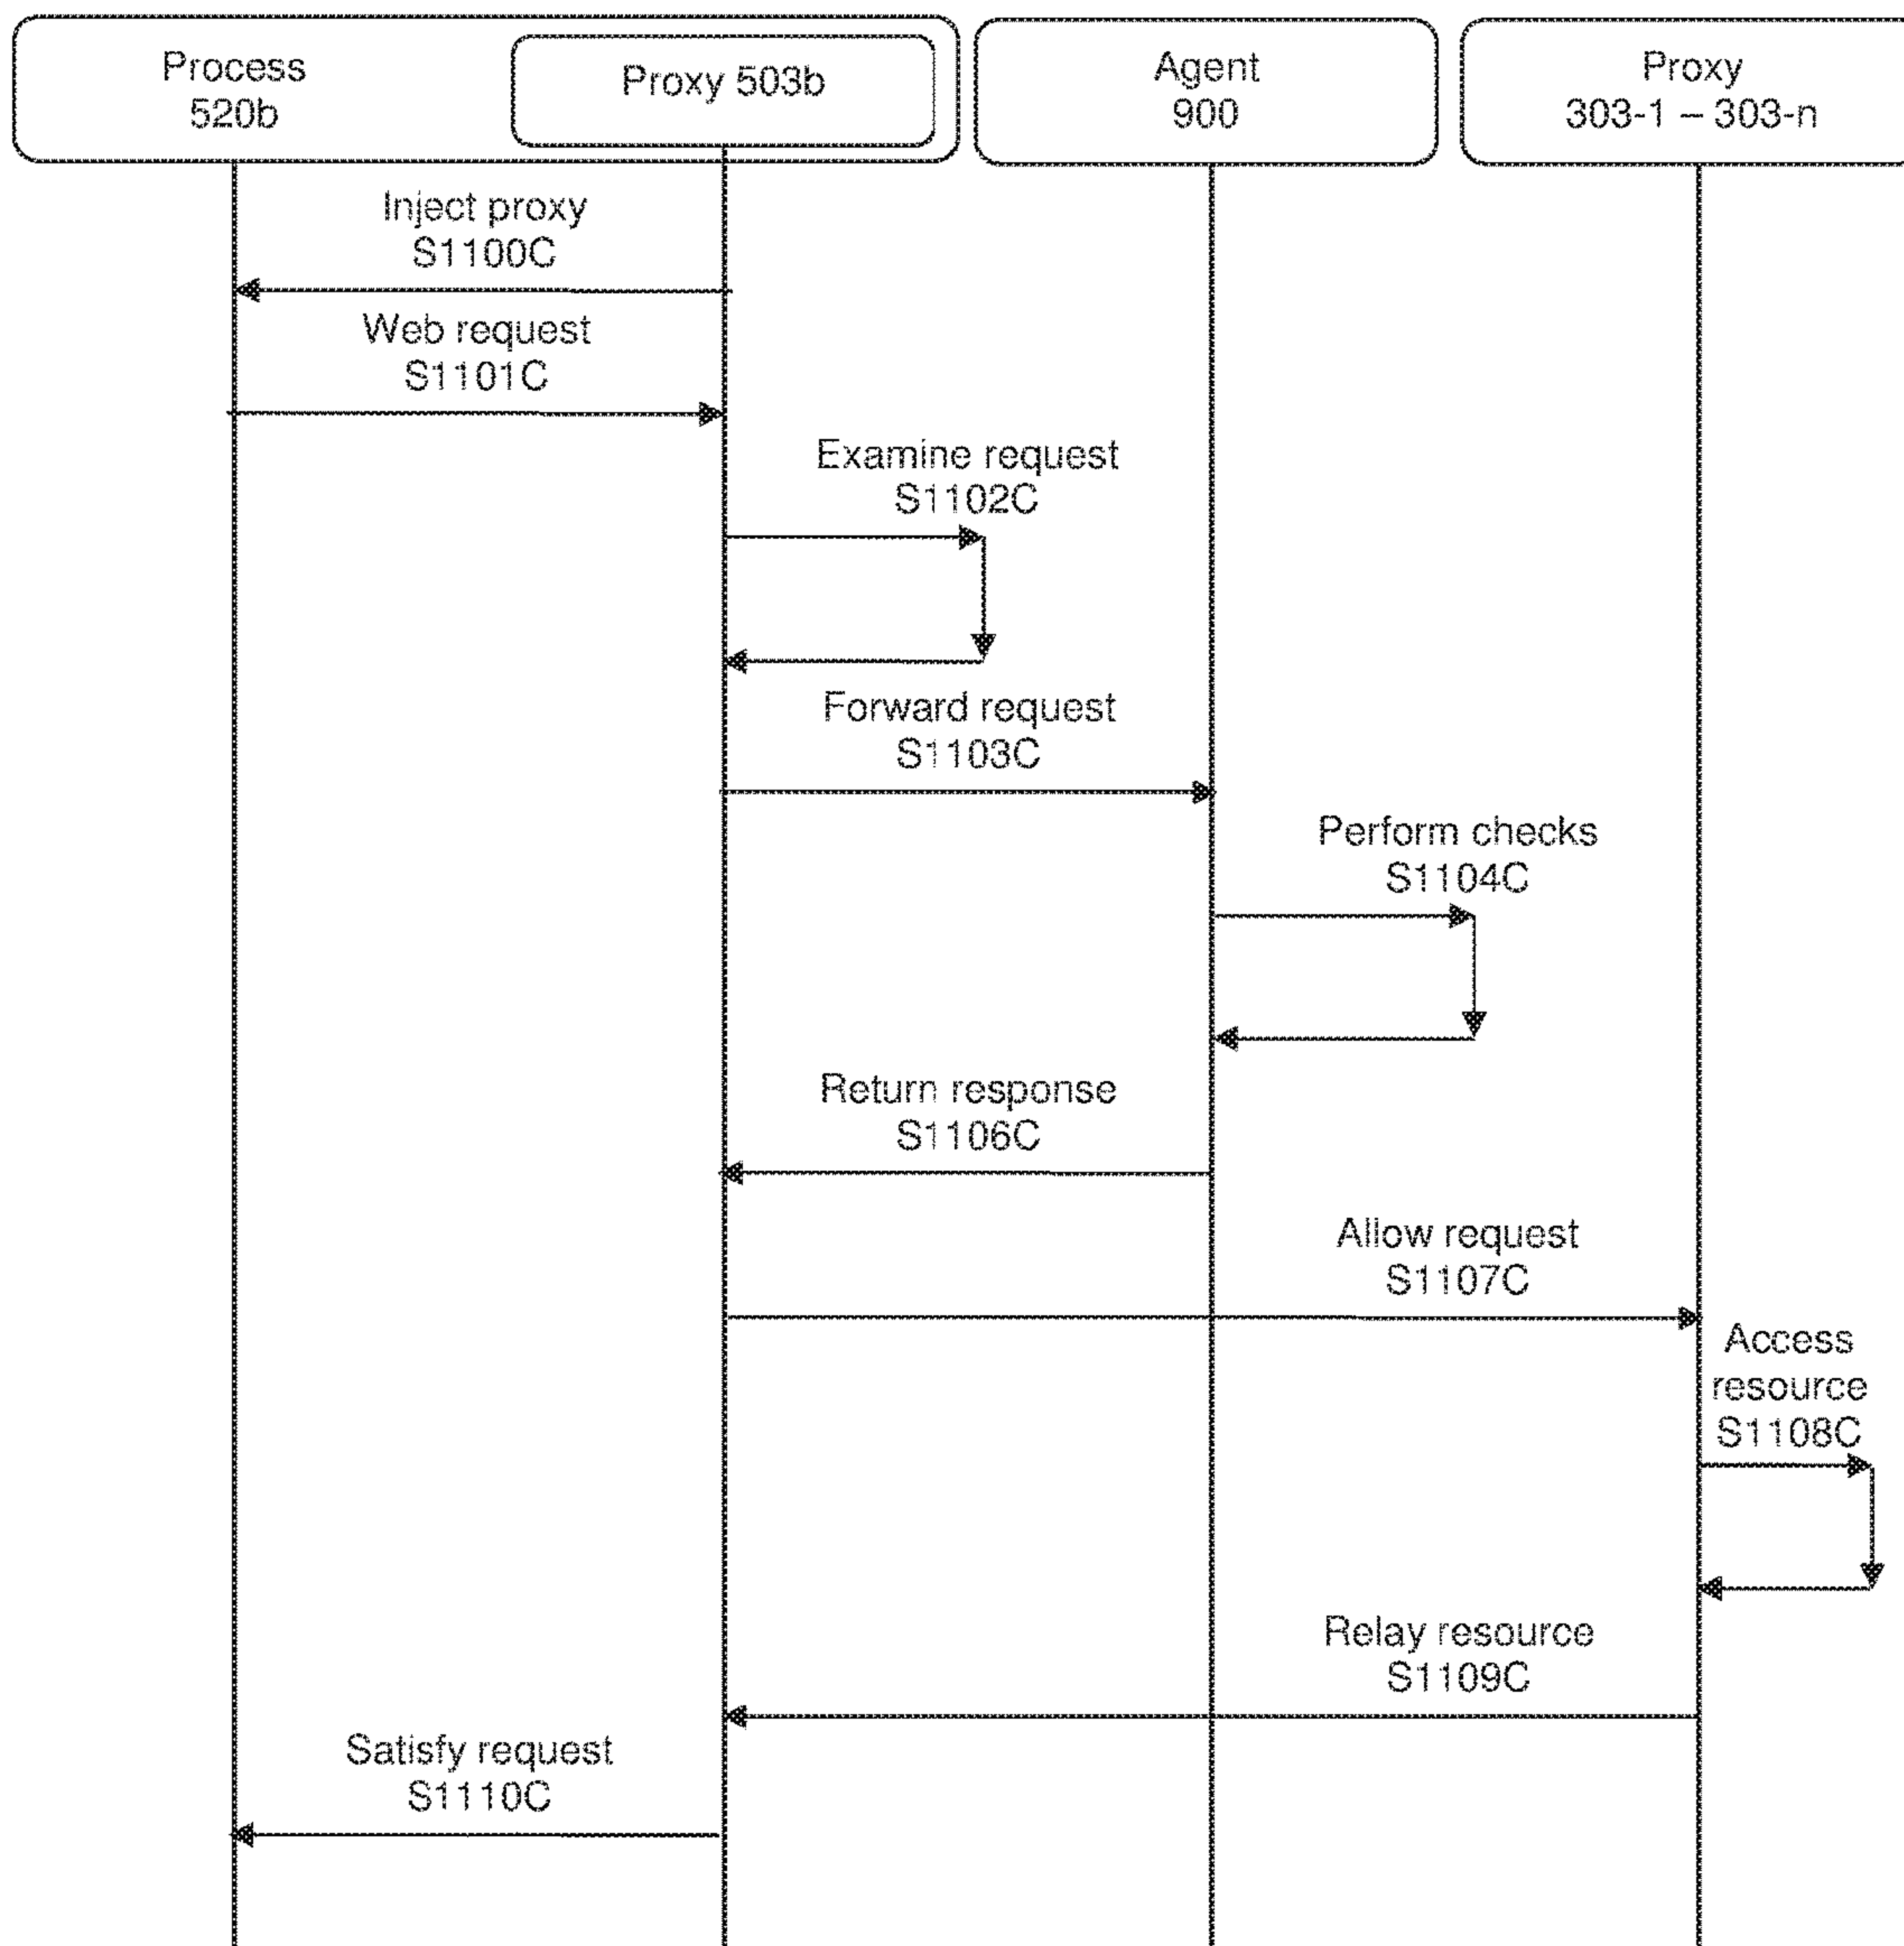 Process
520b
Proxy 503b
Agent
900
Proxy
303-1 – 303-n
Inject proxy
S1100C
Web request
S1101C
Examine request
S1102C
Forward request
S1103C
Perform checks
S1104C
Return response
S1106C
Allow request
S1107C
Access
resource
S1108C
Relay resource
S1109C
Satisfy request
S1110C